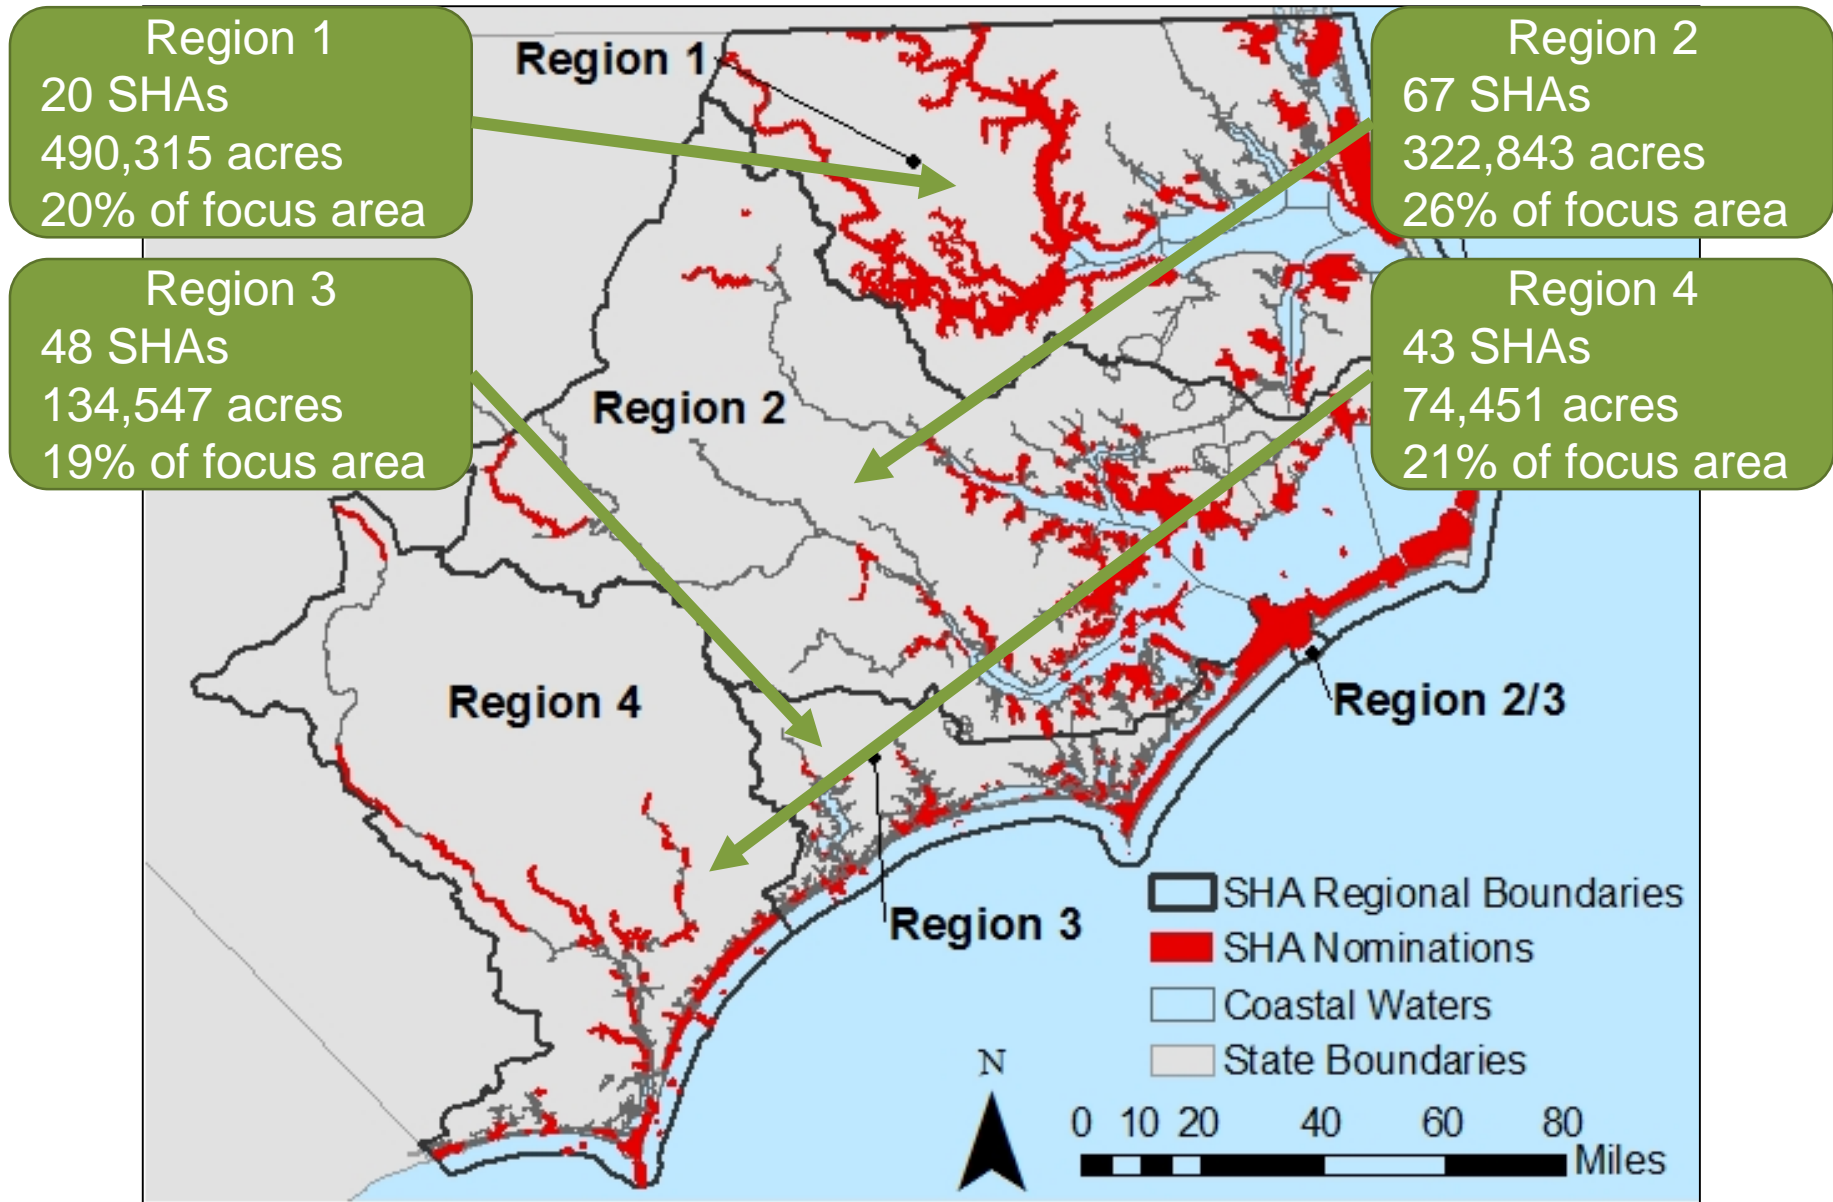 Region 1
20 SHAs
490,315 acres
20% of focus area
Region 2
67 SHAs
322,843 acres
26% of focus area
Region 3
48 SHAs
134,547 acres
19% of focus area
Region 4
43 SHAs
74,451 acres
21% of focus area
Region 1
Region 2
Region 4
Region 2/3
Region 3
SHA Regional Boundaries
SHA Nominations
Coastal Waters
State Boundaries
N
0 10 20 40 60 80
Miles